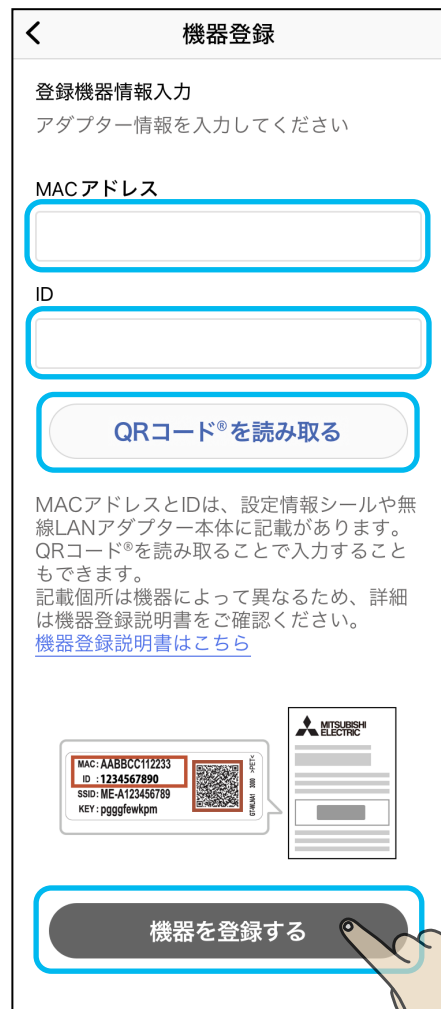 機器登録
登録機器情報入力
アダプター情報を入力してください
MACアドレス
ID
QRコード®を読み取る
MACアドレスとIDは、設定情報シールや無
線LANアダプター本体に記載があります。
QRコード®を読み取ることで入力すること
もできます。
記載個所は機器によって異なるため、詳細
は機器登録説明書をご確認ください。
機器登録説明書はこちら
MAC: AABBCC112233
ID : 1234567890
SSID: ME-A123456789
KEY : pgggfewkpm
GT-WLNA1 3000 >PET<
MITSUBISHI
ELECTRIC
機器を登録する